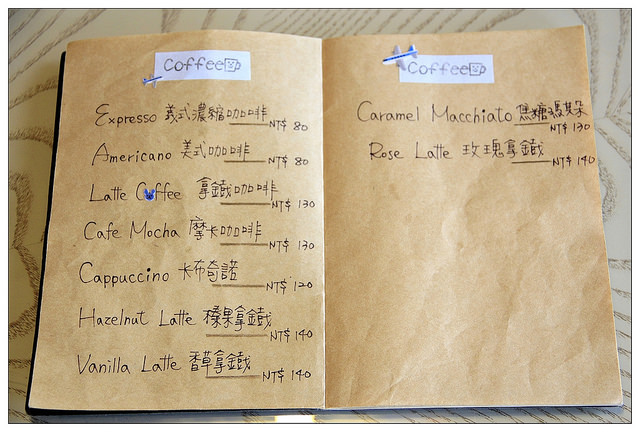 Coffee
Expresso 義式濃縮咖啡 NT$ 80
Americano 美式咖啡 NT$ 80
Latte Coffee 拿鐵咖啡 NT$ 130
Cafe Mocha 摩卡咖啡 NT$ 130
Cappuccino 卡布奇諾 NT$ 120
Hazelnut Latte 榛果拿鐵 NT$ 140
Vanilla Latte 香草拿鐵 NT$ 140
Coffee
Caramel Macchiato 焦糖瑪其朵 NT$ 130
Rose Latte 玫瑰拿鐵 NT$ 140